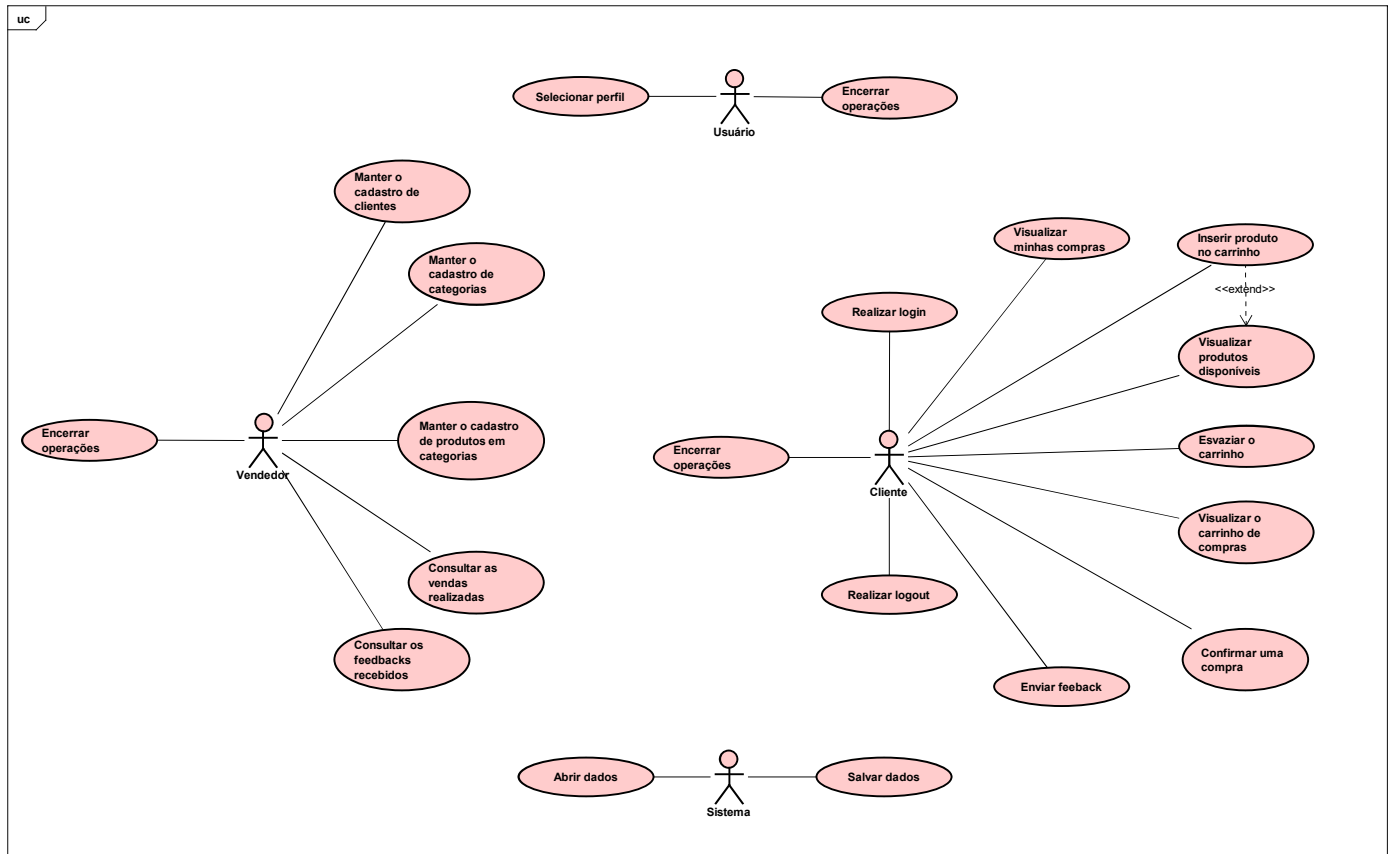 uc
Selecionar perfil
Usuário
Encerrar
operações
Manter o
cadastro de
clientes
Manter o
cadastro de
categorias
Encerrar
operações
Vendedor
Manter o cadastro
de produtos em
categorias
Consultar as
vendas
realizadas
Consultar os
feedbacks
recebidos
Visualizar
minhas compras
Inserir produto
no carrinho
<<extend>>
Realizar login
Visualizar
produtos
disponíveis
Encerrar
operações
Cliente
Esvaziar o
carrinho
Visualizar o
carrinho de
compras
Realizar logout
Confirmar uma
compra
Enviar feeback
Abrir dados
Sistema
Salvar dados